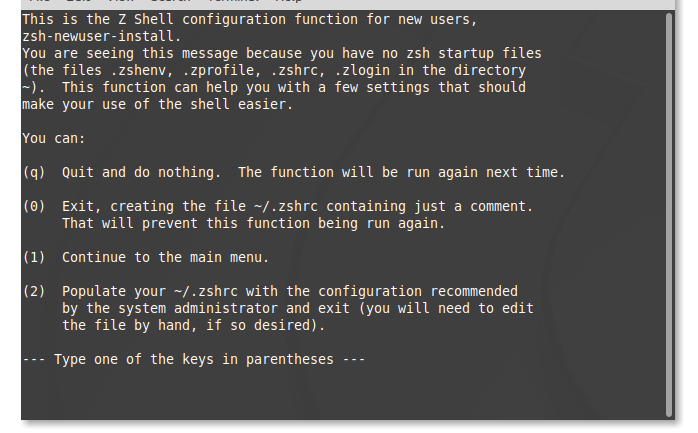 This is the Z Shell configuration function for new users,
zsh-newuser-install.
You are seeing this message because you have no zsh startup files
(the files .zshenv, .zprofile, .zshrc, .zlogin in the directory
~).  This function can help you with a few settings that should
make your use of the shell easier.

You can:

(q)  Quit and do nothing.  The function will be run again next time.

(0)  Exit, creating the file ~/.zshrc containing just a comment.
     That will prevent this function being run again.

(1)  Continue to the main menu.

(2)  Populate your ~/.zshrc with the configuration recommended
     by the system administrator and exit (you will need to edit
     the file by hand, if so desired).

--- Type one of the keys in parentheses ---